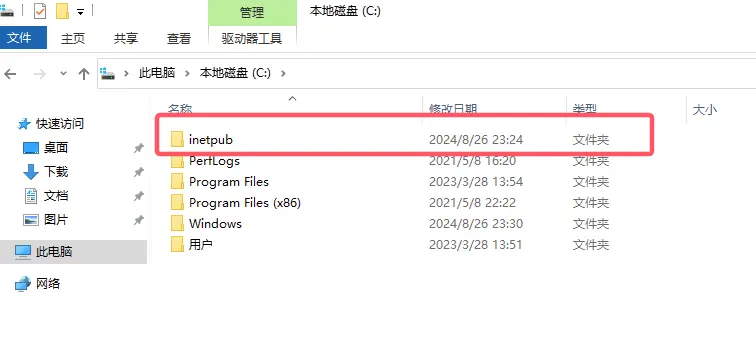 管理
本地磁盘 (C:)
文件
主页
共享
查看
驱动器工具
此电脑
本地磁盘 (C:)
名称
修改日期
类型
大小
快速访问
桌面
下载
文档
图片
此电脑
网络
inetpub 2024/8/26 23:24 文件夹
PerfLogs 2021/5/8 16:20 文件夹
Program Files 2023/3/28 13:54 文件夹
Program Files (x86) 2021/5/8 22:22 文件夹
Windows 2024/8/26 23:30 文件夹
用户 2023/3/28 13:51 文件夹